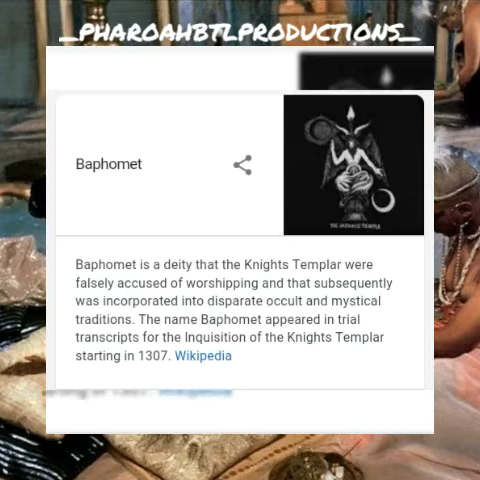 _PHAROAHBTLPRODUCTIONS_
Baphomet
THE SATANIC TEMPLE
Baphomet is a deity that the Knights Templar were
falsely accused of worshipping and that subsequently
was incorporated into disparate occult and mystical
traditions. The name Baphomet appeared in trial
transcripts for the Inquisition of the Knights Templar
starting in 1307. Wikipedia